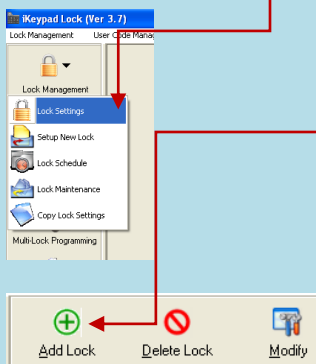 iKeypad Lock (Ver 3.7)
Lock Management User Code Manag
Lock Management
Lock Settings
Setup New Lock
Lock Schedule
Lock Maintenance
Copy Lock Settings
Multi-Lock Programming
Add Lock Delete Lock Modify